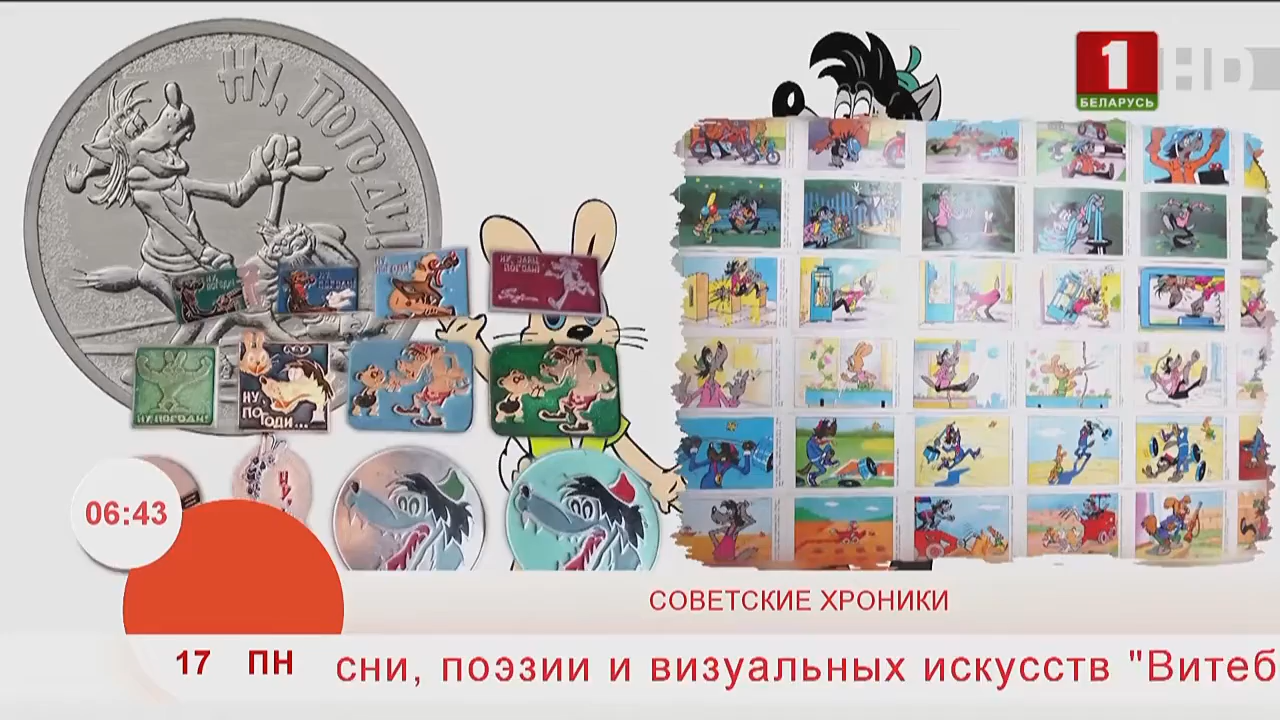 НУ, ПОГОДИ!
1 HD
БЕЛАРУСЬ
НУ, ЗАЯЦ
ПОГОДИ!
НУ ПОГОДИ!
НУ
ПОГОДИ...
06:43
СОВЕТСКИЕ ХРОНИКИ
17 ПН
сни, поэзии и визуальных искусств "Витеб